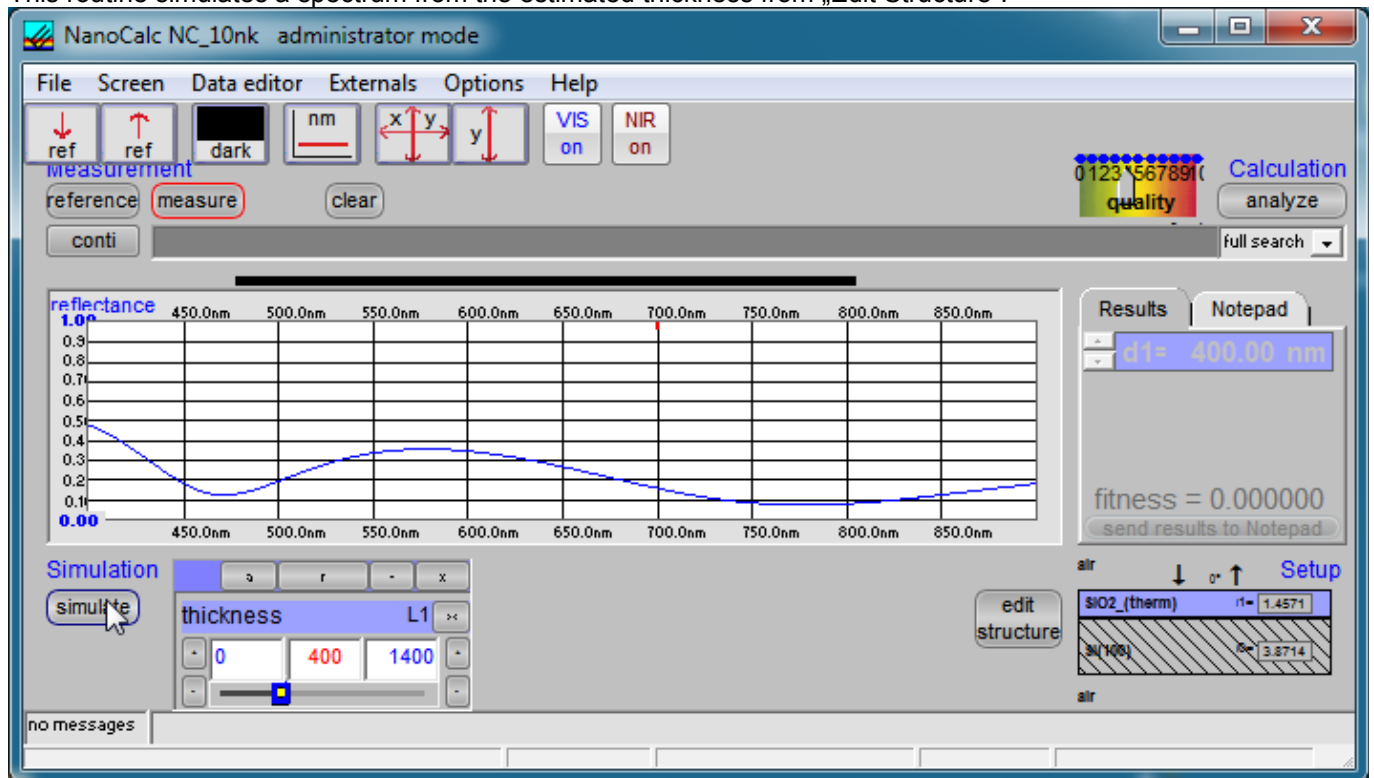 This routine simulates a spectrum from the estimated thickness from „Edit Structure“.
NanoCalc NC_10nk administrator mode
File Screen Data editor Externals Options Help
ref ref dark nm x y y VIS on NIR on
Measurement
reference measure clear
conti
quality
Calculation
analyze
full search
reflectance 450.0nm 500.0nm 550.0nm 600.0nm 650.0nm 700.0nm 750.0nm 800.0nm 850.0nm
1.00
0.9
0.8
0.7
0.6
0.5
0.4
0.3
0.2
0.1
0.00
450.0nm 500.0nm 550.0nm 600.0nm 650.0nm 700.0nm 750.0nm 800.0nm 850.0nm
Results Notepad
d1= 400.00 nm
fitness = 0.000000
send results to Notepad
Simulation
simulate
a r - x
thickness L1
0 400 1400
edit
structure
air 0° Setup
SIO2_(therm) n= 1.4571
SI(100) 3.8714
air
no messages